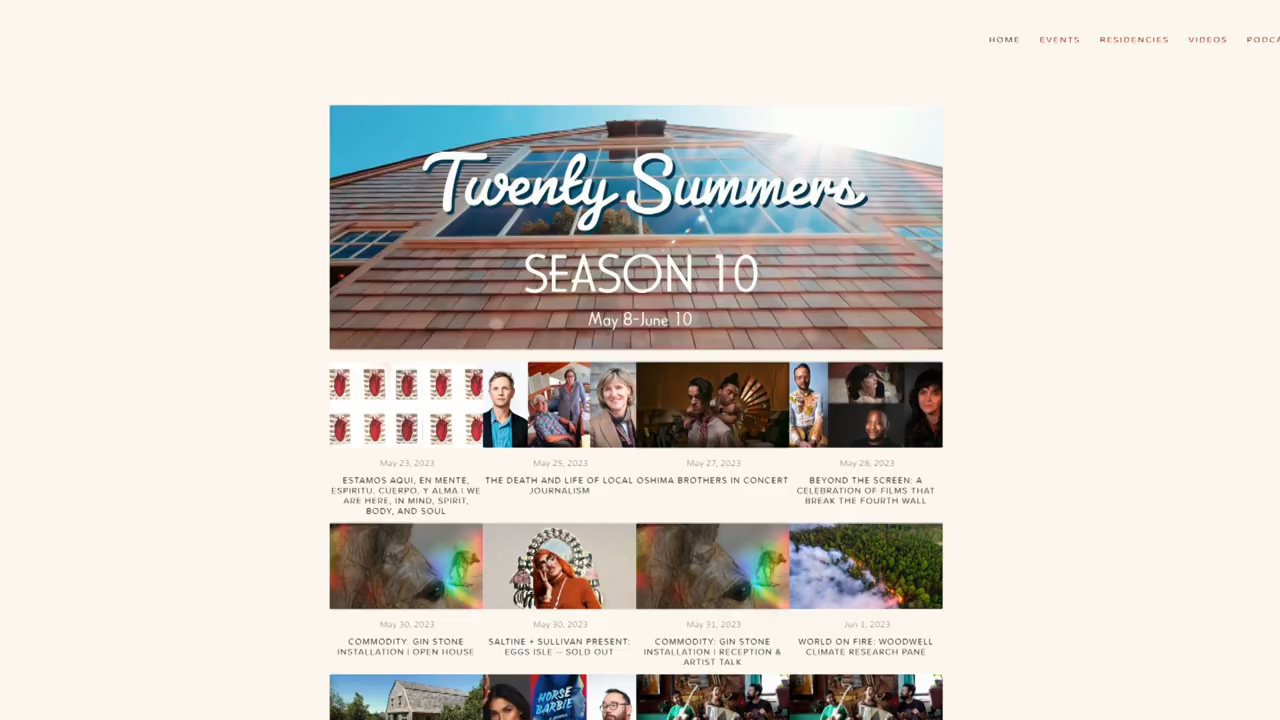 HOME EVENTS RESIDENCIES VIDEOS
Twenty Summers
SEASON 10
May 8-June 10
May 23, 2023
ESTAMOS AQUI, EN MENTE,
ESPIRITU, CUERPO, Y ALMA | WE
ARE HERE, IN MIND, SPIRIT,
BODY, AND SOUL
May 25, 2023
THE DEATH AND LIFE OF LOCAL
JOURNALISM
May 27, 2023
OSHIMA BROTHERS IN CONCERT
May 28, 2023
BEYOND THE SCREEN: A
CELEBRATION OF FILMS THAT
BREAK THE FOURTH WALL
May 30, 2023
COMMODITY: GIN STONE
INSTALLATION | OPEN HOUSE
May 30, 2023
SALTINE + SULLIVAN PRESENT:
EGGS ISLE — SOLD OUT
May 31, 2023
COMMODITY: GIN STONE
INSTALLATION | RECEPTION &
ARTIST TALK
Jun 1, 2023
WORLD ON FIRE: WOODWELL
CLIMATE RESEARCH PANE
HORSE
BARBIE